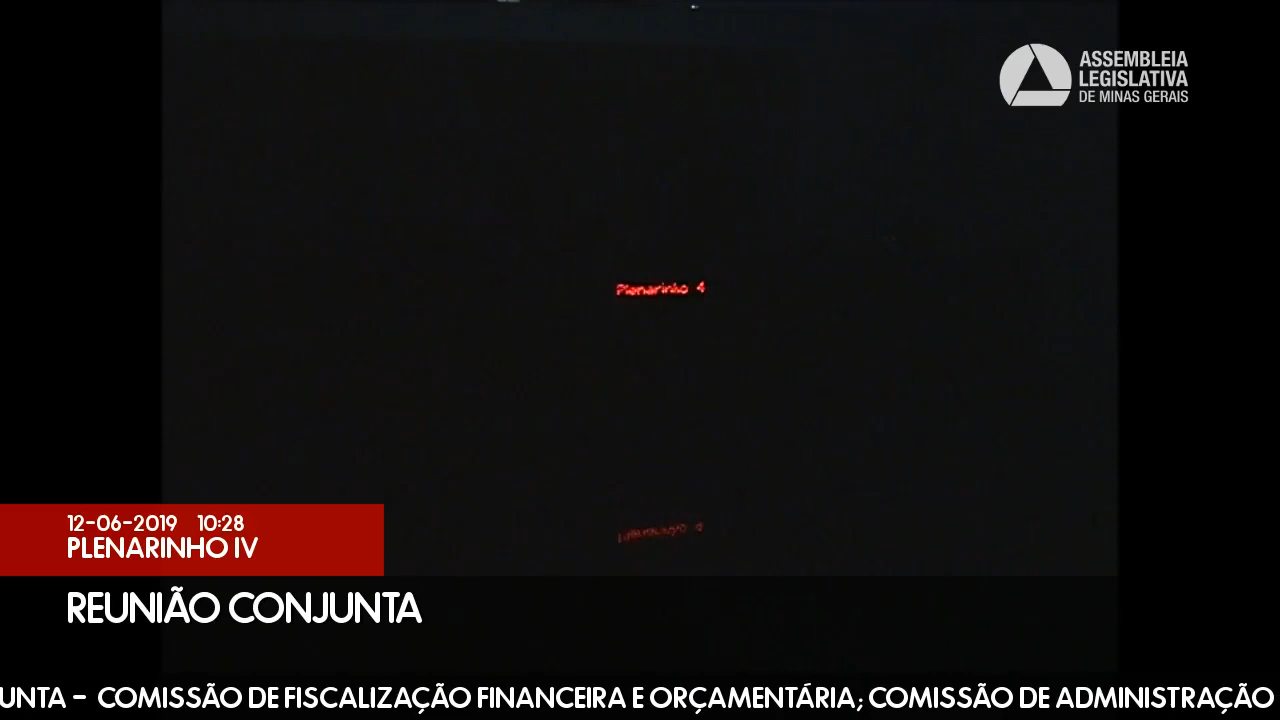 ASSEMBLEIA
LEGISLATIVA
DE MINAS GERAIS
Plenarinho 4
12-06-2019 10:28
PLENARINHO IV
REUNIÃO CONJUNTA
UNTA - COMISSÃO DE FISCALIZAÇÃO FINANCEIRA E ORÇAMENTÁRIA; COMISSÃO DE ADMINISTRAÇÃO